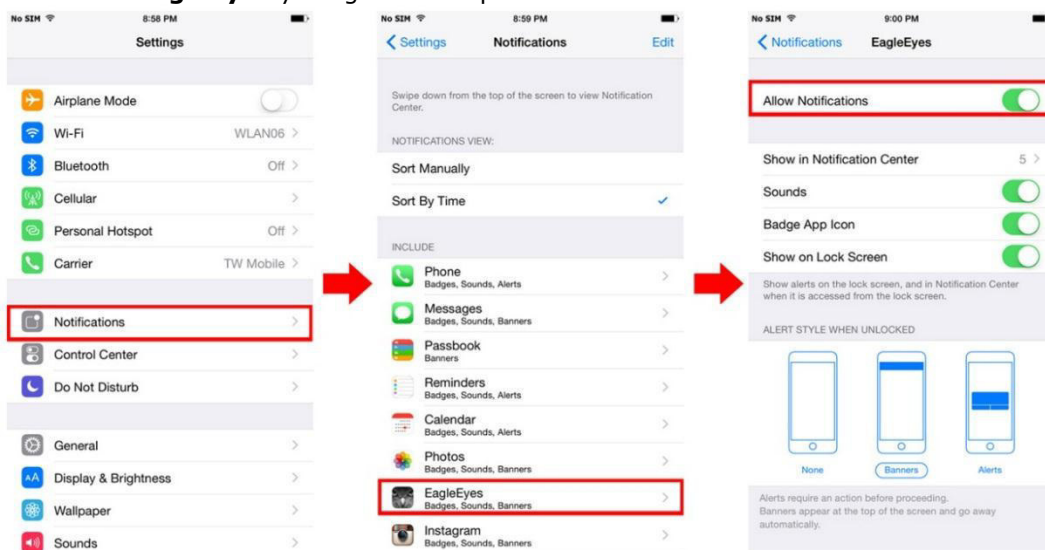 No SIM 8:58 PM
Settings
Airplane Mode
Wi-Fi WLAN06
Bluetooth Off
Cellular
Personal Hotspot Off
Carrier TW Mobile
Notifications
Control Center
Do Not Disturb
General
AA Display & Brightness
Wallpaper
Sounds
No SIM 8:59 PM
Settings Notifications Edit
Swipe down from the top of the screen to view Notification
Center.
NOTIFICATIONS VIEW:
Sort Manually
Sort By Time
INCLUDE
Phone
Badges, Sounds, Alerts
Messages
Badges, Sounds, Banners
Passbook
Banners
Reminders
Badges, Sounds, Alerts
Calendar
Badges, Sounds, Alerts
Photos
Badges, Sounds, Banners
EagleEyes
Badges, Sounds, Banners
Instagram
Badges, Sounds, Banners
No SIM 9:00 PM
Notifications EagleEyes
Allow Notifications
Show in Notification Center 5
Sounds
Badge App Icon
Show on Lock Screen
Show alerts on the lock screen, and in Notification Center
when it is accessed from the lock screen.
ALERT STYLE WHEN UNLOCKED
None Banners Alerts
Alerts require an action before proceeding.
Banners appear at the top of the screen and go away
automatically.